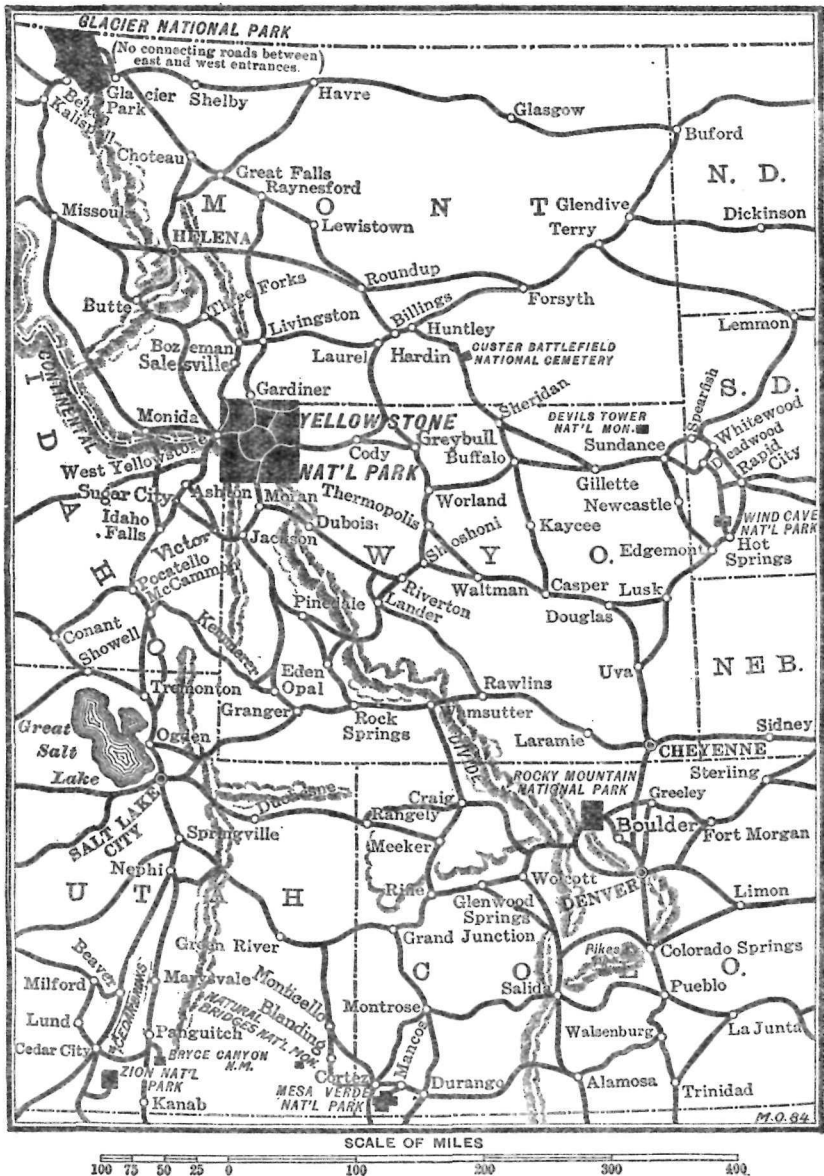 GLACIER NATIONAL PARK
(No connecting roads between
east and west entrances.)
Belton
Kalispell
Glacier
Park
Shelby
Havre
Glasgow
Buford
Choteau
Great Falls
Raynesford
N. D.
M O N T
Glendive
Missoula
Lewistown
Terry
Dickinson
HELENA
Roundup
Forsyth
Butte
Three Forks
Livingston
Billings
Huntley
Lemmon
Bozeman
Salesville
Laurel
Hardin
CUSTER BATTLEFIELD
NATIONAL CEMETERY
CONTINENTAL
Gardiner
S. D.
Monida
YELLOWSTONE
NAT'L PARK
Sheridan
DEVILS TOWER
NAT'L MON.
Spearfish
Whitewood
Deadwood
West Yellowstone
Cody
Greybull
Buffalo
Sundance
Rapid
City
Sugar City
Ashton
Moran
Thermopolis
Worland
Gillette
Newcastle
WIND CAVE
NAT'L PARK
Idaho
Falls
Dubois
Kaycee
I D A H O
Victor
Jackson
Shoshoni
W Y O.
Edgemont
Hot
Springs
Pocatello
McCammon
Riverton
Waltman
Casper
Lusk
Pinedale
Lander
Douglas
Conant
Showell
Kemmerer
Eden
Opal
Uva
NEB.
Tremonton
Rawlins
Granger
Rock
Springs
Wamsutter
Great
Salt
Lake
Ogden
Laramie
Sidney
CHEYENNE
DIVIDE
ROCKY MOUNTAIN
NATIONAL PARK
Sterling
Duchesne
Craig
Greeley
SALT LAKE
CITY
Rangely
Boulder
Fort Morgan
Springville
Meeker
Nephi
Wolcott
DENVER
U T A H
Rifle
Glenwood
Springs
Limon
Green River
Grand Junction
Pikes
Colorado Springs
Beaver
C O L O.
Milford
Marysvale
Monticello
Montrose
Salida
Pueblo
NATURAL
BRIDGES NAT'L MON.
Blanding
Lund
Panguitch
Mancos
Walsenburg
La Junta
Cedar City
BRYCE CANYON
N.M.
Cortez
ZION NAT'L
PARK
MESA VERDE
NAT'L PARK
Durango
Alamosa
Trinidad
Kanab
M.O.84
SCALE OF MILES
100 75 50 25 0 100 200 300 400